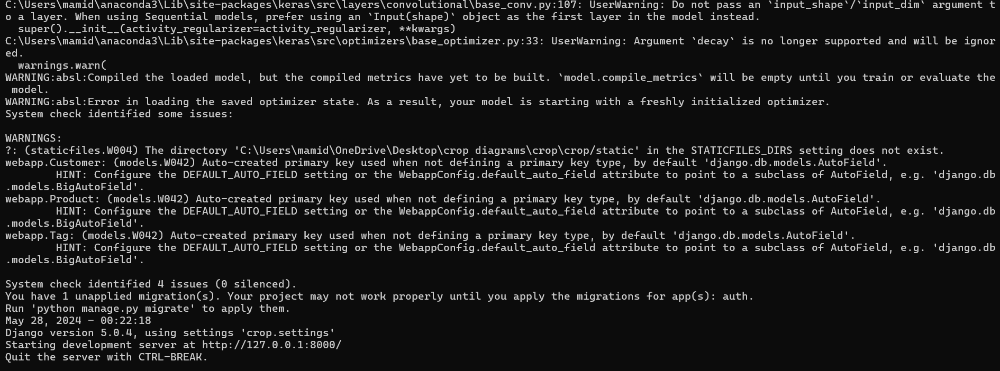 C:\Users\mamid\anaconda3\Lib\site-packages\keras\src\layers\convolutional\base_conv.py:107: UserWarning: Do not pass an `input_shape`/`input_dim` argument t
o a layer. When using Sequential models, prefer using an `Input(shape)` object as the first layer in the model instead.
  super().__init__(activity_regularizer=activity_regularizer, **kwargs)
C:\Users\mamid\anaconda3\Lib\site-packages\keras\src\optimizers\base_optimizer.py:33: UserWarning: Argument `decay` is no longer supported and will be ignor
ed.
  warnings.warn(
WARNING:absl:Compiled the loaded model, but the compiled metrics have yet to be built. `model.compile_metrics` will be empty until you train or evaluate the
 model.
WARNING:absl:Error in loading the saved optimizer state. As a result, your model is starting with a freshly initialized optimizer.
System check identified some issues:

WARNINGS:
?: (staticfiles.W004) The directory 'C:\Users\mamid\OneDrive\Desktop\crop diagrams\crop\crop/static' in the STATICFILES_DIRS setting does not exist.
webapp.Customer: (models.W042) Auto-created primary key used when not defining a primary key type, by default 'django.db.models.AutoField'.
        HINT: Configure the DEFAULT_AUTO_FIELD setting or the WebappConfig.default_auto_field attribute to point to a subclass of AutoField, e.g. 'django.db
.models.BigAutoField'.
webapp.Product: (models.W042) Auto-created primary key used when not defining a primary key type, by default 'django.db.models.AutoField'.
        HINT: Configure the DEFAULT_AUTO_FIELD setting or the WebappConfig.default_auto_field attribute to point to a subclass of AutoField, e.g. 'django.db
.models.BigAutoField'.
webapp.Tag: (models.W042) Auto-created primary key used when not defining a primary key type, by default 'django.db.models.AutoField'.
        HINT: Configure the DEFAULT_AUTO_FIELD setting or the WebappConfig.default_auto_field attribute to point to a subclass of AutoField, e.g. 'django.db
.models.BigAutoField'.

System check identified 4 issues (0 silenced).
You have 1 unapplied migration(s). Your project may not work properly until you apply the migrations for app(s): auth.
Run 'python manage.py migrate' to apply them.
May 28, 2024 - 00:22:18
Django version 5.0.4, using settings 'crop.settings'
Starting development server at http://127.0.0.1:8000/
Quit the server with CTRL-BREAK.